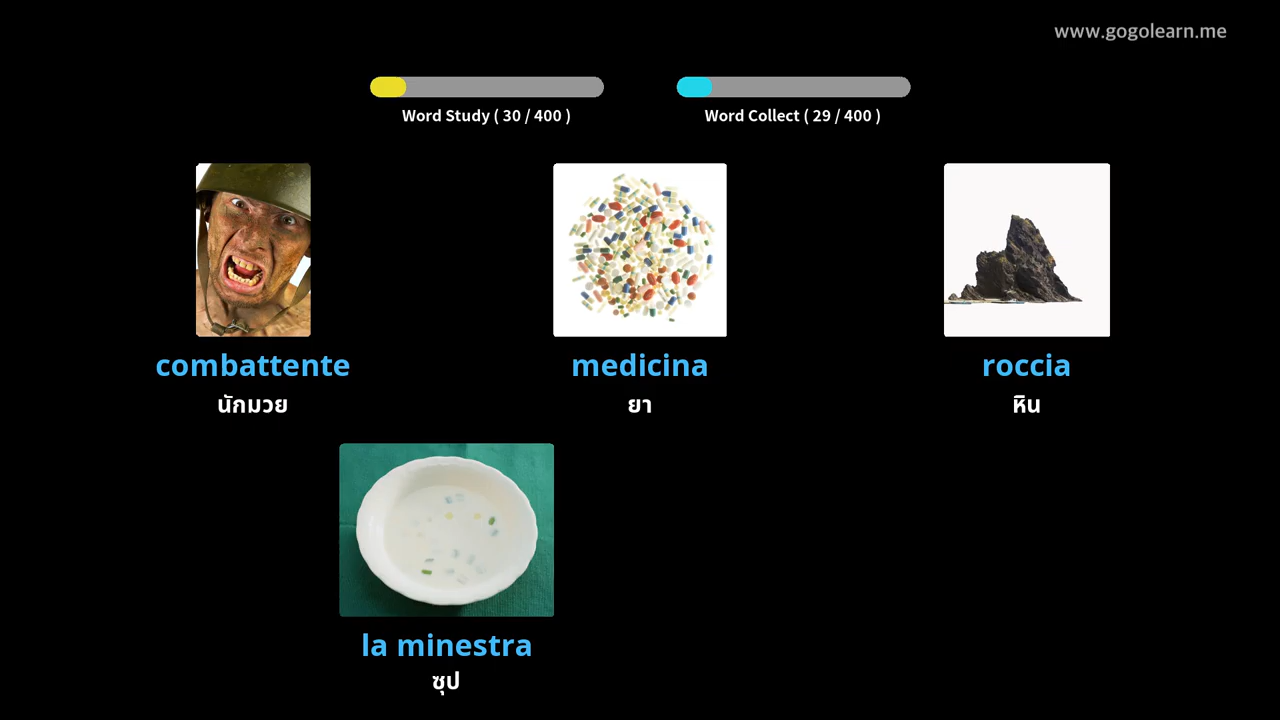 www.gogolearn.me
Word Study ( 30 / 400 )
Word Collect ( 29 / 400 )
combattente
นักมวย
medicina
ยา
roccia
หิน
la minestra
ซุป